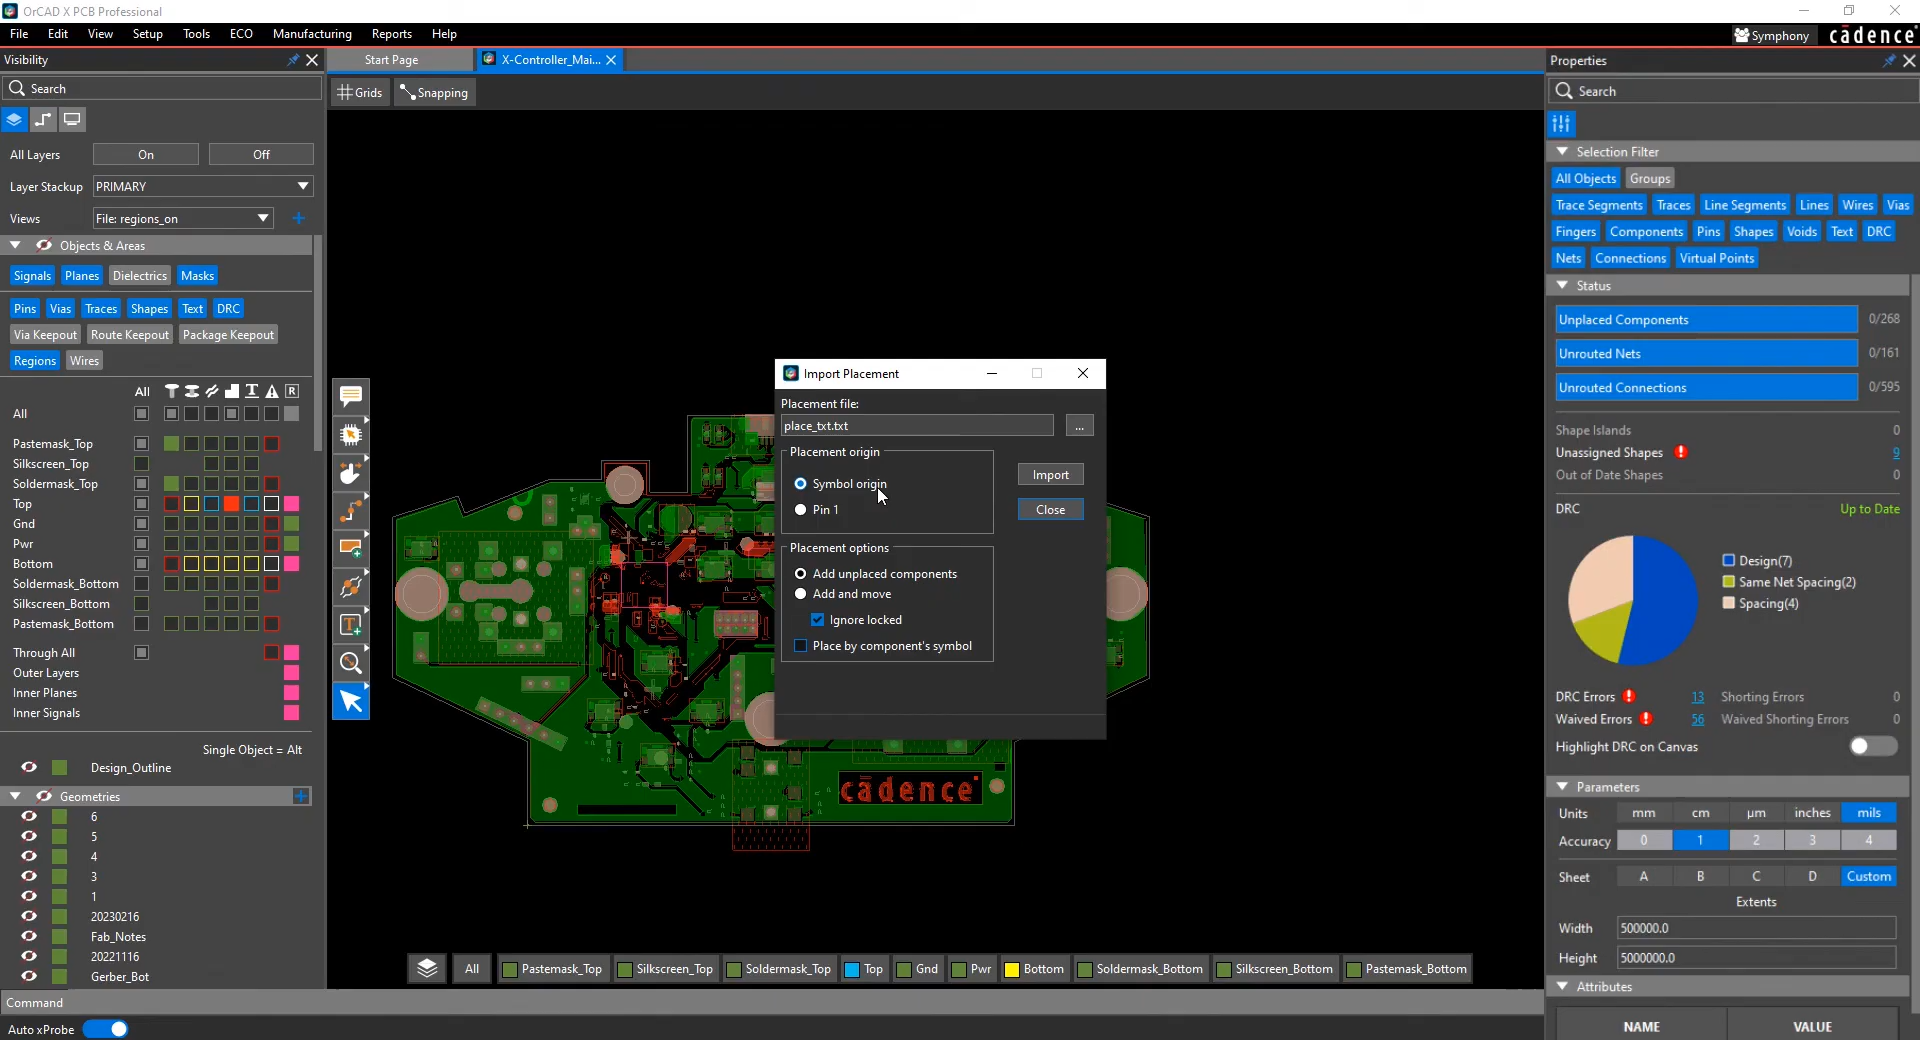 OrCAD X PCB Professional
File Edit View Setup Tools ECO Manufacturing Reports Help
Symphony cādence
Visibility
Start Page
X-Controller_Mai...
Properties
Search
Grids
Snapping
Search
All Layers On Off
Layer Stackup PRIMARY
Views File: regions_on
Objects & Areas
Signals Planes Dielectrics Masks
Pins Vias Traces Shapes Text DRC
Via Keepout Route Keepout Package Keepout
Regions Wires
All R
All
Pastemask_Top
Silkscreen_Top
Soldermask_Top
Top
Gnd
Pwr
Bottom
Soldermask_Bottom
Silkscreen_Bottom
Pastemask_Bottom
Through All
Outer Layers
Inner Planes
Inner Signals
Single Object = Alt
Design_Outline
Geometries
6
5
4
3
1
20230216
Fab_Notes
20221116
Gerber_Bot
Import Placement
Placement file:
place_txt.txt
...
Placement origin
Symbol origin
Pin 1
Import
Close
Placement options
Add unplaced components
Add and move
Ignore locked
Place by component's symbol
cādence
All Pastemask_Top Silkscreen_Top Soldermask_Top Top Gnd Pwr Bottom Soldermask_Bottom Silkscreen_Bottom Pastemask_Bottom
Selection Filter
All Objects Groups
Trace Segments Traces Line Segments Lines Wires Vias
Fingers Components Pins Shapes Voids Text DRC
Nets Connections Virtual Points
Status
Unplaced Components 0/268
Unrouted Nets 0/161
Unrouted Connections 0/595
Shape Islands 0
Unassigned Shapes 9
Out of Date Shapes 0
DRC Up to Date
Design(7)
Same Net Spacing(2)
Spacing(4)
DRC Errors 13 Shorting Errors 0
Waived Errors 56 Waived Shorting Errors 0
Highlight DRC on Canvas
Parameters
Units mm cm µm inches mils
Accuracy 0 1 2 3 4
Sheet A B C D Custom
Extents
Width 500000.0
Height 5000000.0
Attributes
NAME VALUE
Command
Auto xProbe